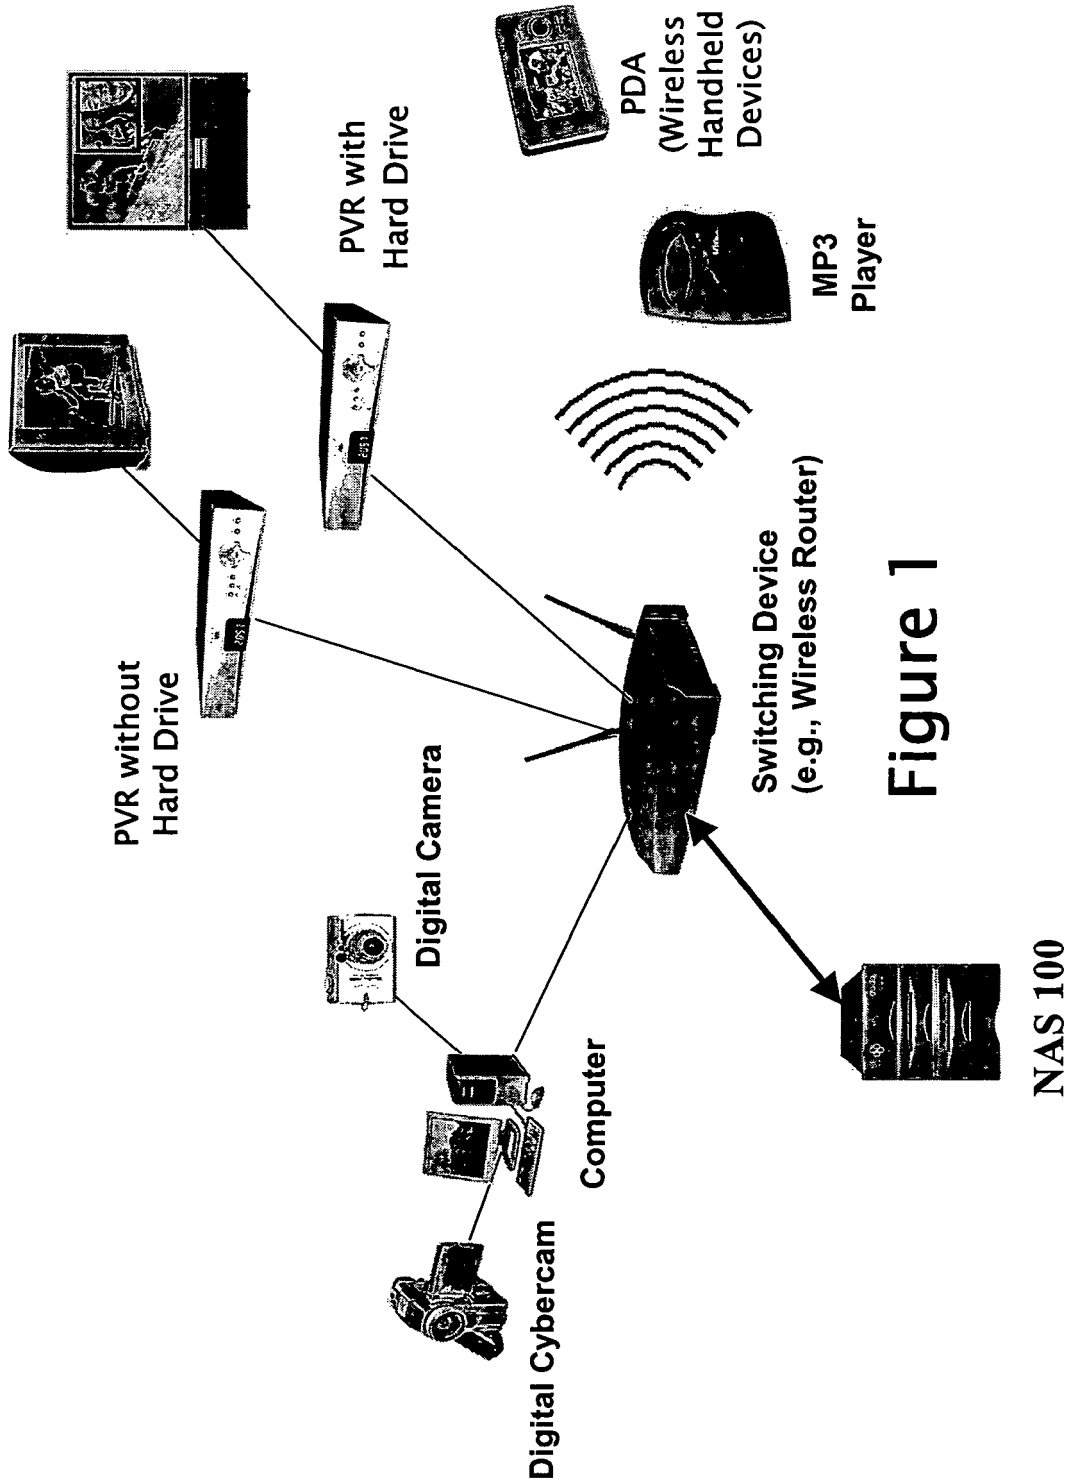 PVR without
Hard Drive
PVR with
Hard Drive
Digital Camera
Digital Cybercam
Computer
PDA
(Wireless
Handheld
Devices)
MP3
Player
Switching Device
(e.g., Wireless Router)
NAS 100
Figure 1